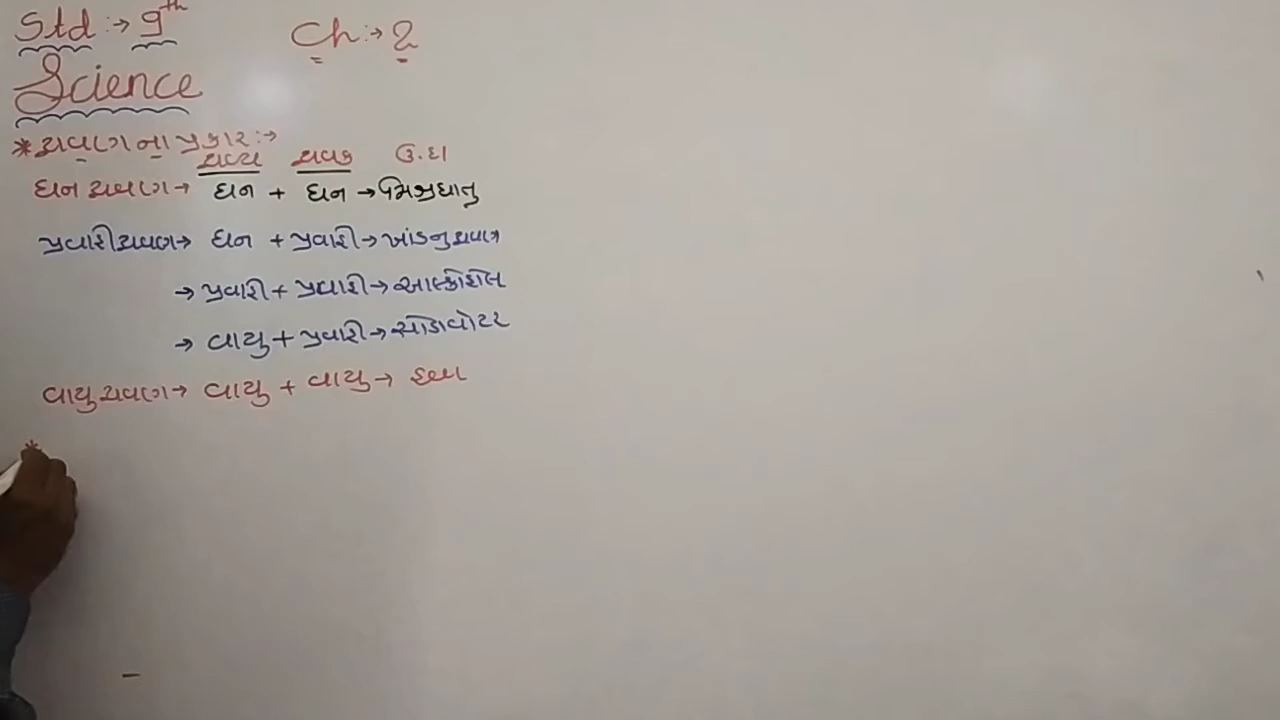 Std :→ 9th Ch :→ 2
Science
* દ્રાવણ ના પ્રકાર :→
દ્રાવ્ય દ્રાવક ઉ.દા
ઘન દ્રાવણ → ઘન + ઘન → મિશ્રધાતુ
પ્રવાહી દ્રાવણ → ઘન + પ્રવાહી → ખાંડનુ દ્રાવણ
→ પ્રવાહી + પ્રવાહી → આલ્કોહોલ
→ વાયુ + પ્રવાહી → સોડાવોટર
વાયુ દ્રાવણ → વાયુ + વાયુ → હવા
*